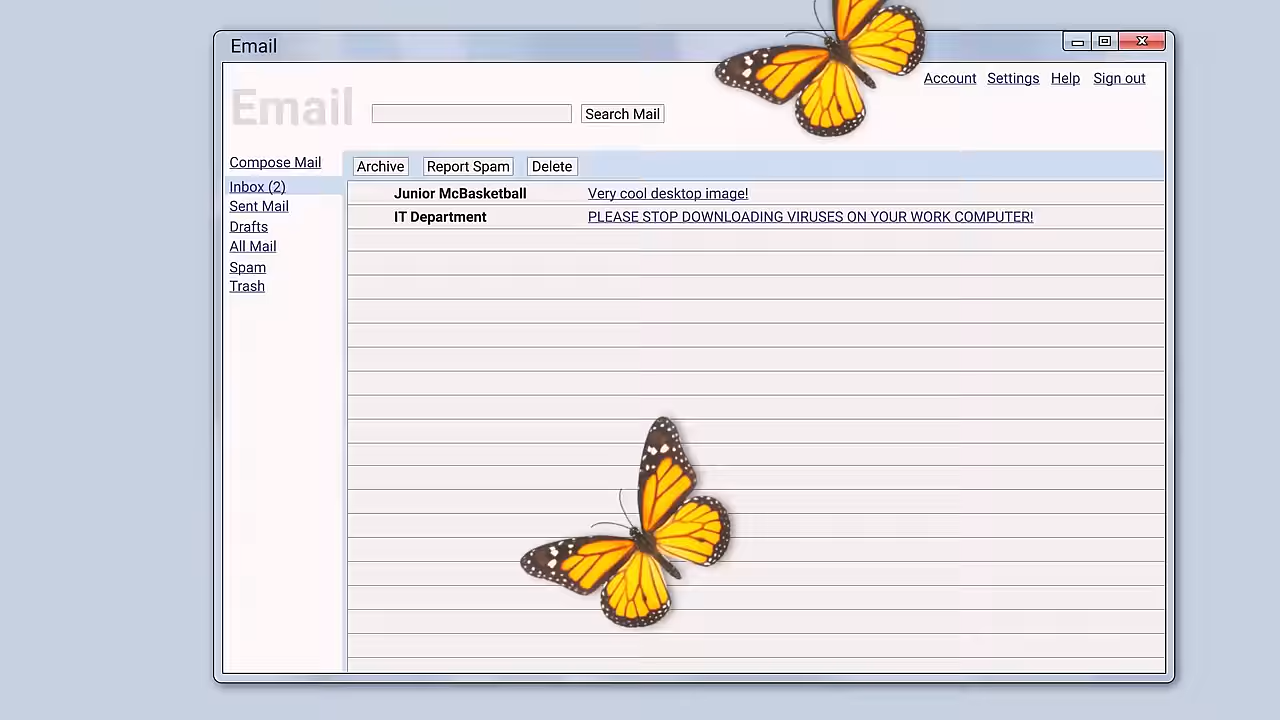 Email
Account Settings Help Sign out
Email
Search Mail
Compose Mail
Archive Report Spam Delete
Inbox (2)
Junior McBasketball Very cool desktop image!
Sent Mail
IT Department PLEASE STOP DOWNLOADING VIRUSES ON YOUR WORK COMPUTER!
Drafts
All Mail
Spam
Trash